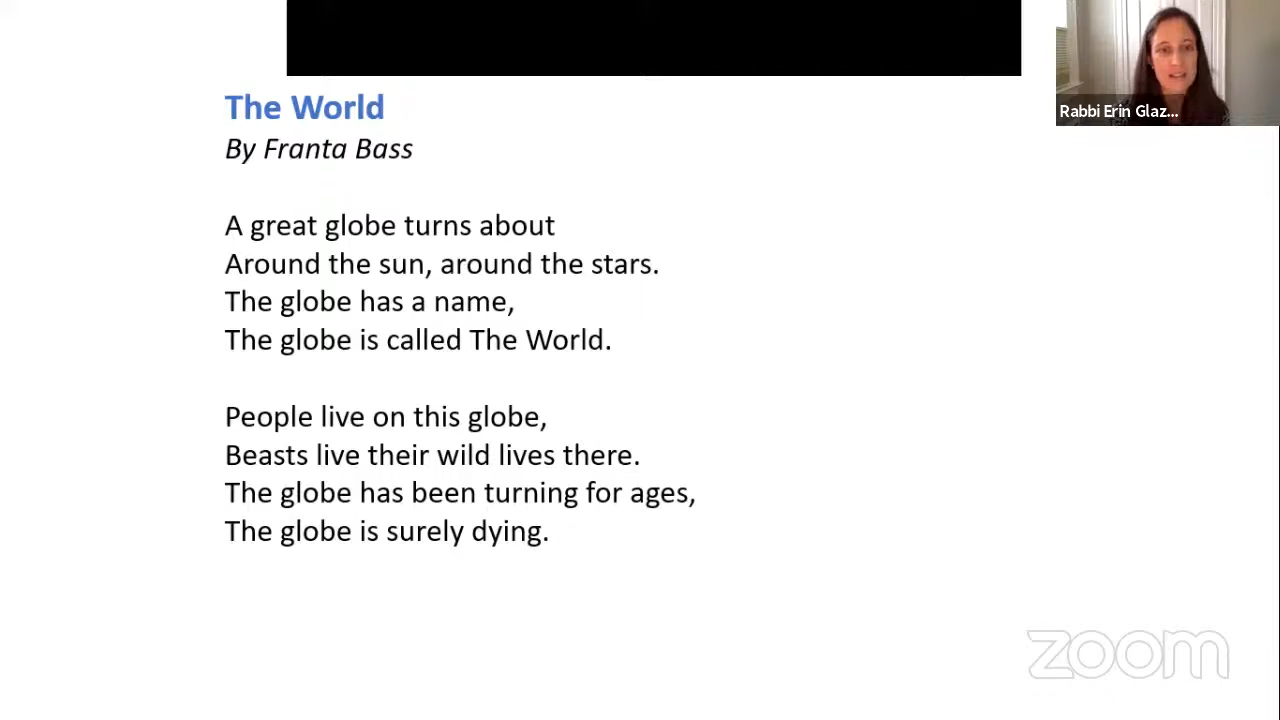 The World
By Franta Bass
A great globe turns about
Around the sun, around the stars.
The globe has a name,
The globe is called The World.
People live on this globe,
Beasts live their wild lives there.
The globe has been turning for ages,
The globe is surely dying.
Rabbi Erin Glaz...
zoom